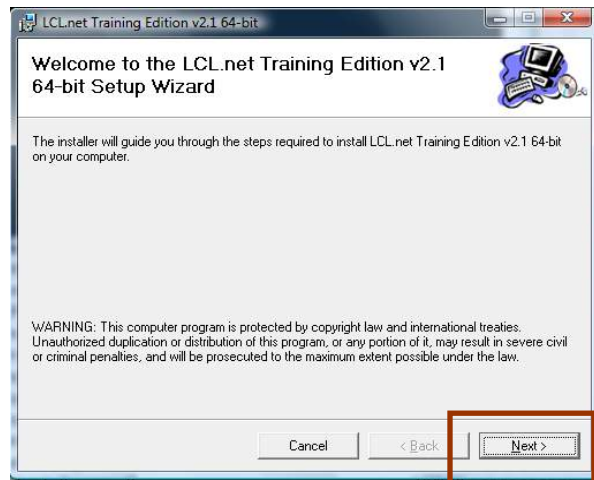 LCL.net Training Edition v2.1 64-bit
Welcome to the LCL.net Training Edition v2.1
64-bit Setup Wizard
The installer will guide you through the steps required to install LCL.net Training Edition v2.1 64-bit
on your computer.
WARNING: This computer program is protected by copyright law and international treaties.
Unauthorized duplication or distribution of this program, or any portion of it, may result in severe civil
or criminal penalties, and will be prosecuted to the maximum extent possible under the law.
Cancel < Back Next >